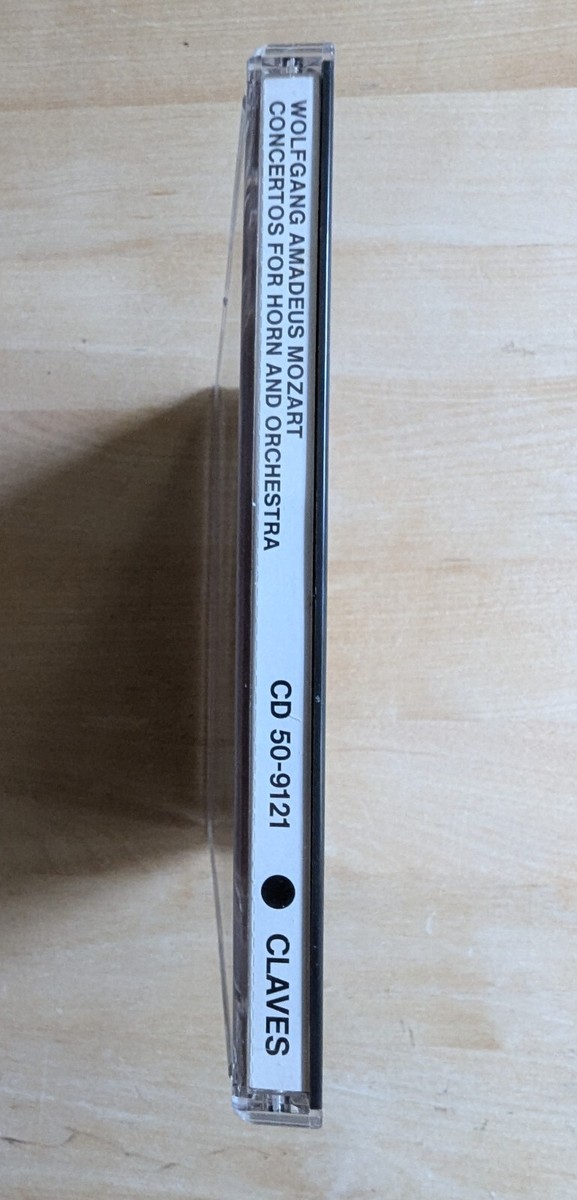 WOLFGANG AMADEUS MOZART
CONCERTOS FOR HORN AND ORCHESTRA
CD 50-9121
CLAVES